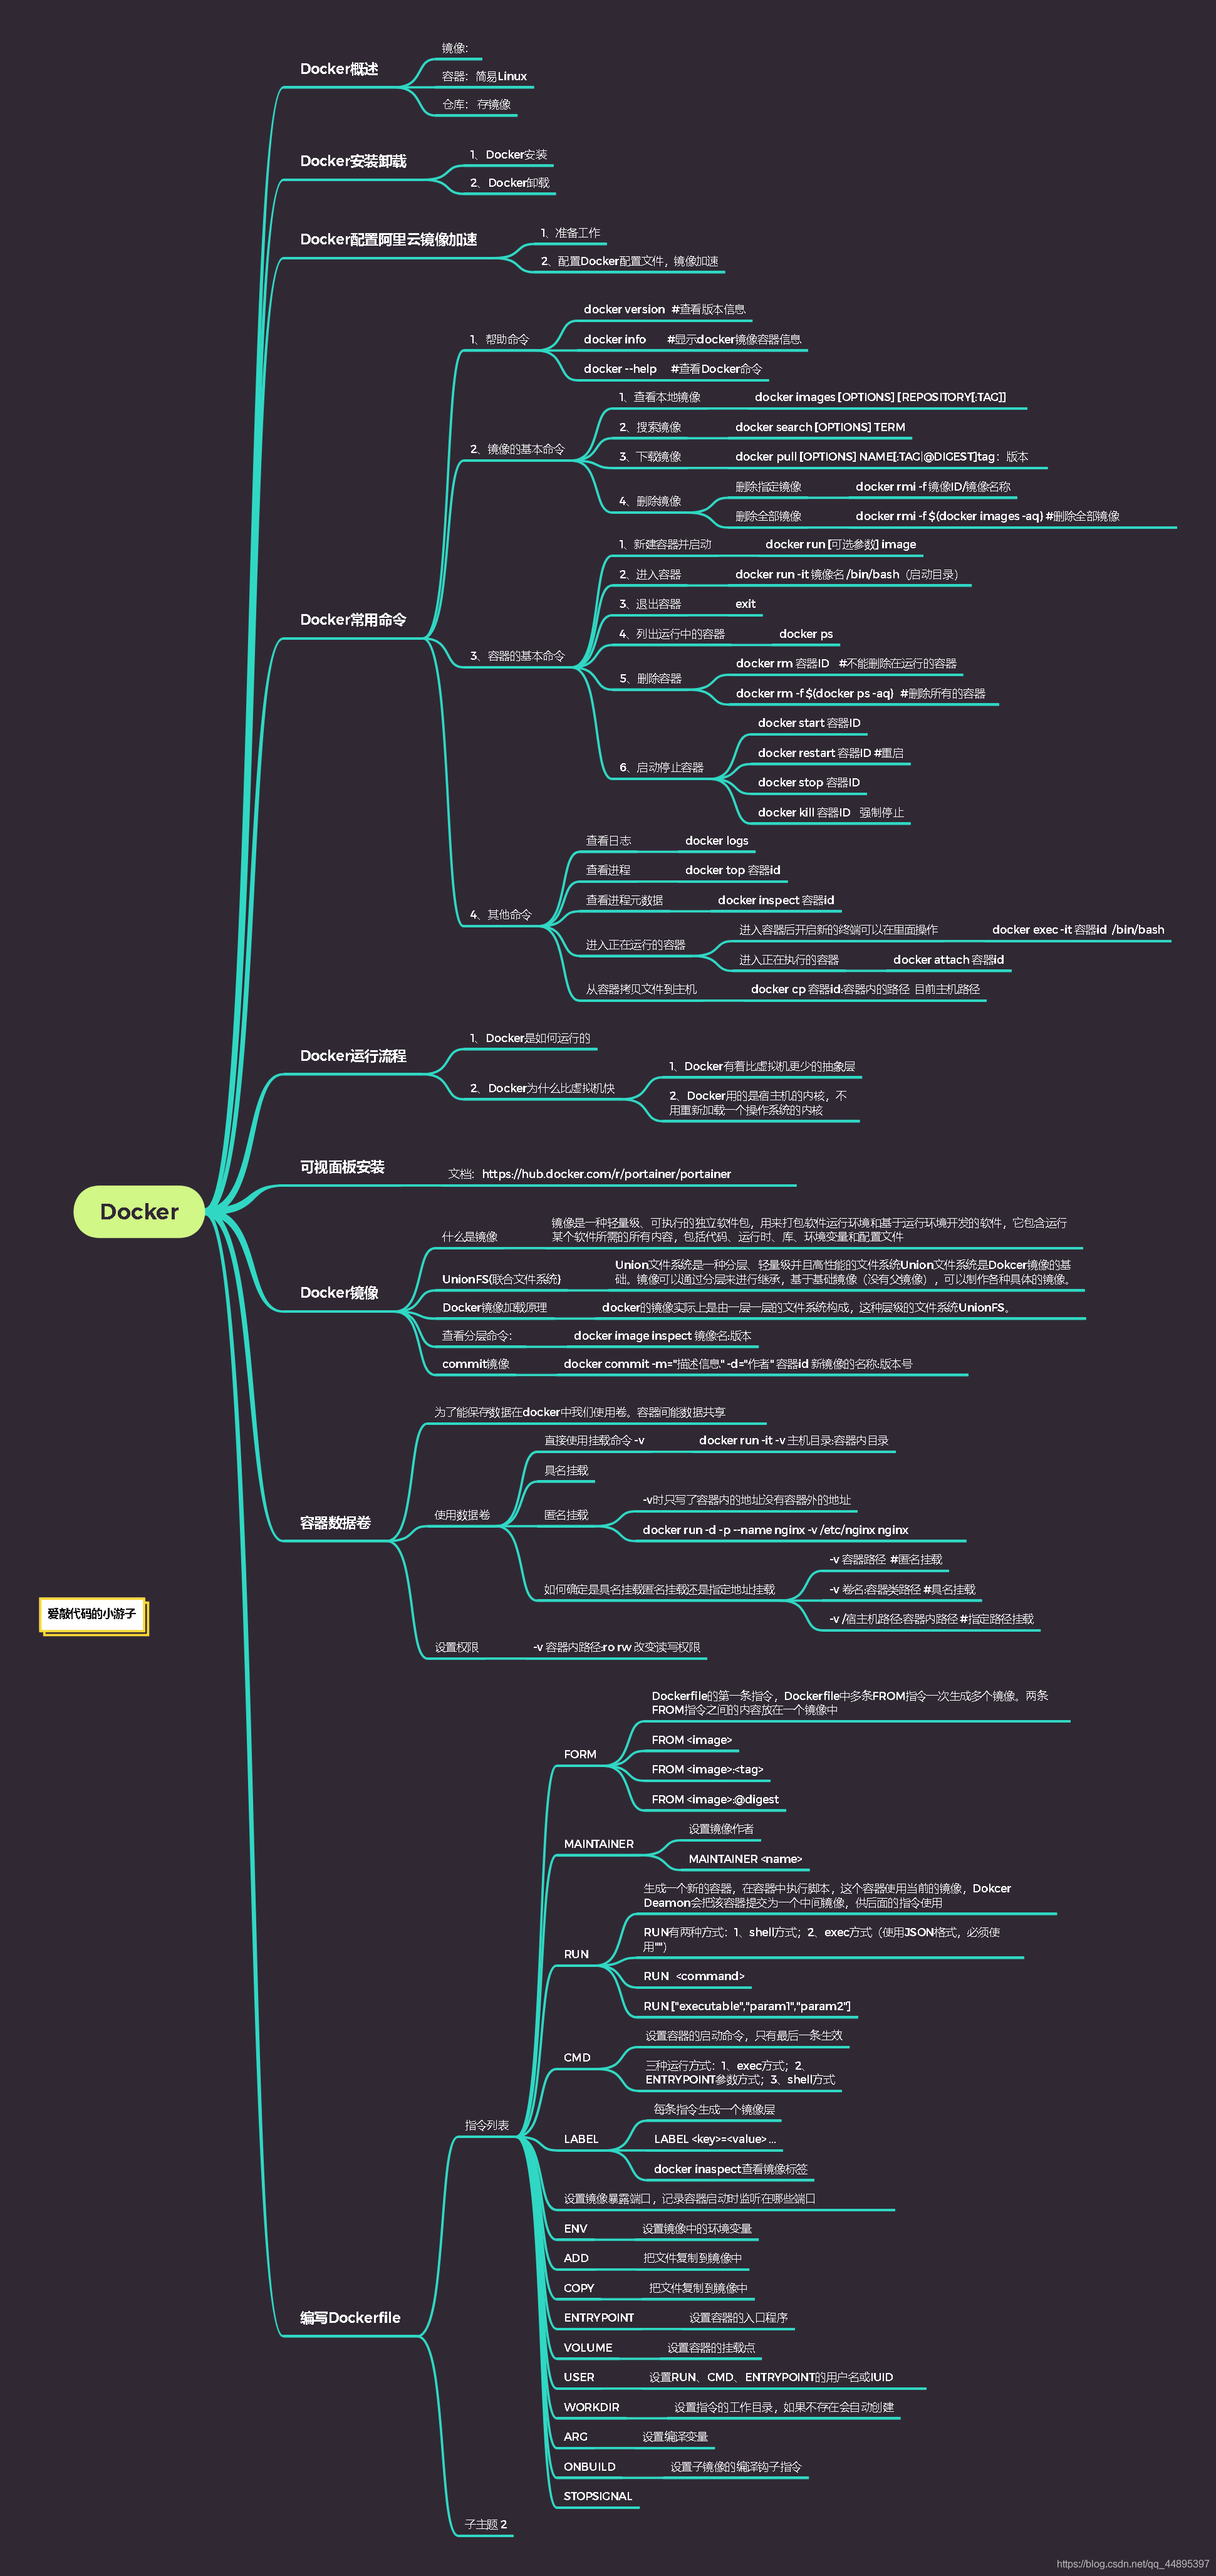 Docker
Docker概述
镜像:
容器：简易Linux
仓库：存镜像
Docker安装卸载
1、Docker安装
2、Docker卸载
Docker配置阿里云镜像加速
1、准备工作
2、配置Docker配置文件，镜像加速
Docker常用命令
1、帮助命令
docker version #查看版本信息
docker info #显示docker镜像容器信息
docker --help #查看Docker命令
2、镜像的基本命令
1、查看本地镜像 docker images [OPTIONS] [REPOSITORY[:TAG]]
2、搜索镜像 docker search [OPTIONS] TERM
3、下载镜像 docker pull [OPTIONS] NAME[:TAG|@DIGEST]tag：版本
4、删除镜像
删除指定镜像 docker rmi -f 镜像ID/镜像名称
删除全部镜像 docker rmi -f $(docker images -aq) #删除全部镜像
3、容器的基本命令
1、新建容器并启动 docker run [可选参数] image
2、进入容器 docker run -it 镜像名 /bin/bash（启动目录）
3、退出容器 exit
4、列出运行中的容器 docker ps
5、删除容器
docker rm 容器ID #不能删除在运行的容器
docker rm -f $(docker ps -aq) #删除所有的容器
6、启动停止容器
docker start 容器ID
docker restart 容器ID #重启
docker stop 容器ID
docker kill 容器ID 强制停止
4、其他命令
查看日志 docker logs
查看进程 docker top 容器id
查看进程元数据 docker inspect 容器id
进入正在运行的容器
进入容器后开启新的终端可以在里面操作 docker exec -it 容器id /bin/bash
进入正在执行的容器 docker attach 容器id
从容器拷贝文件到主机 docker cp 容器id:容器内的路径 目前主机路径
Docker运行流程
1、Docker是如何运行的
2、Docker为什么比虚拟机快
1、Docker有着比虚拟机更少的抽象层
2、Docker用的是宿主机的内核，不
用重新加载一个操作系统的内核
可视面板安装
文档：https://hub.docker.com/r/portainer/portainer
Docker镜像
什么是镜像
镜像是一种轻量级、可执行的独立软件包，用来打包软件运行环境和基于运行环境开发的软件，它包含运行
某个软件所需的所有内容，包括代码、运行时、库、环境变量和配置文件
UnionFS(联合文件系统)
Union文件系统是一种分层、轻量级并且高性能的文件系统Union文件系统是Dokcer镜像的基
础。镜像可以通过分层来进行继承，基于基础镜像（没有父镜像），可以制作各种具体的镜像。
Docker镜像加载原理 docker的镜像实际上是由一层一层的文件系统构成，这种层级的文件系统UnionFS。
查看分层命令： docker image inspect 镜像名:版本
commit镜像 docker commit -m="描述信息" -d="作者" 容器id 新镜像的名称:版本号
容器数据卷
为了能保存数据在docker中我们使用卷。容器间能数据共享
使用数据卷
直接使用挂载命令 -v docker run -it -v 主机目录:容器内目录
具名挂载
匿名挂载
-v时只写了容器内的地址没有容器外的地址
docker run -d -p --name nginx -v /etc/nginx nginx
如何确定是具名挂载匿名挂载还是指定地址挂载
-v 容器路径 #匿名挂载
-v 卷名:容器类路径 #具名挂载
-v /宿主机路径:容器内路径 #指定路径挂载
设置权限 -v 容器内路径:ro rw 改变读写权限
爱敲代码的小游子
编写Dockerfile
指令列表
FORM
Dockerfile的第一条指令，Dockerfile中多条FROM指令一次生成多个镜像。两条
FROM指令之间的内容放在一个镜像中
FROM <image>
FROM <image>:<tag>
FROM <image>:@digest
MAINTAINER
设置镜像作者
MAINTAINER <name>
RUN
生成一个新的容器，在容器中执行脚本，这个容器使用当前的镜像，Dokcer
Deamon会把该容器提交为一个中间镜像，供后面的指令使用
RUN有两种方式：1、shell方式；2、exec方式（使用JSON格式，必须使
用""）
RUN <command>
RUN ["executable","param1","param2"]
CMD
设置容器的启动命令，只有最后一条生效
三种运行方式：1、exec方式；2、
ENTRYPOINT参数方式；3、shell方式
LABEL
每条指令生成一个镜像层
LABEL <key>=<value> ...
docker inaspect查看镜像标签
设置镜像暴露端口，记录容器启动时监听在哪些端口
ENV 设置镜像中的环境变量
ADD 把文件复制到镜像中
COPY 把文件复制到镜像中
ENTRYPOINT 设置容器的入口程序
VOLUME 设置容器的挂载点
USER 设置RUN、CMD、ENTRYPOINT的用户名或IUID
WORKDIR 设置指令的工作目录，如果不存在会自动创建
ARG 设置编译变量
ONBUILD 设置子镜像的编译钩子指令
STOPSIGNAL
子主题 2
https://blog.csdn.net/qq_44895397